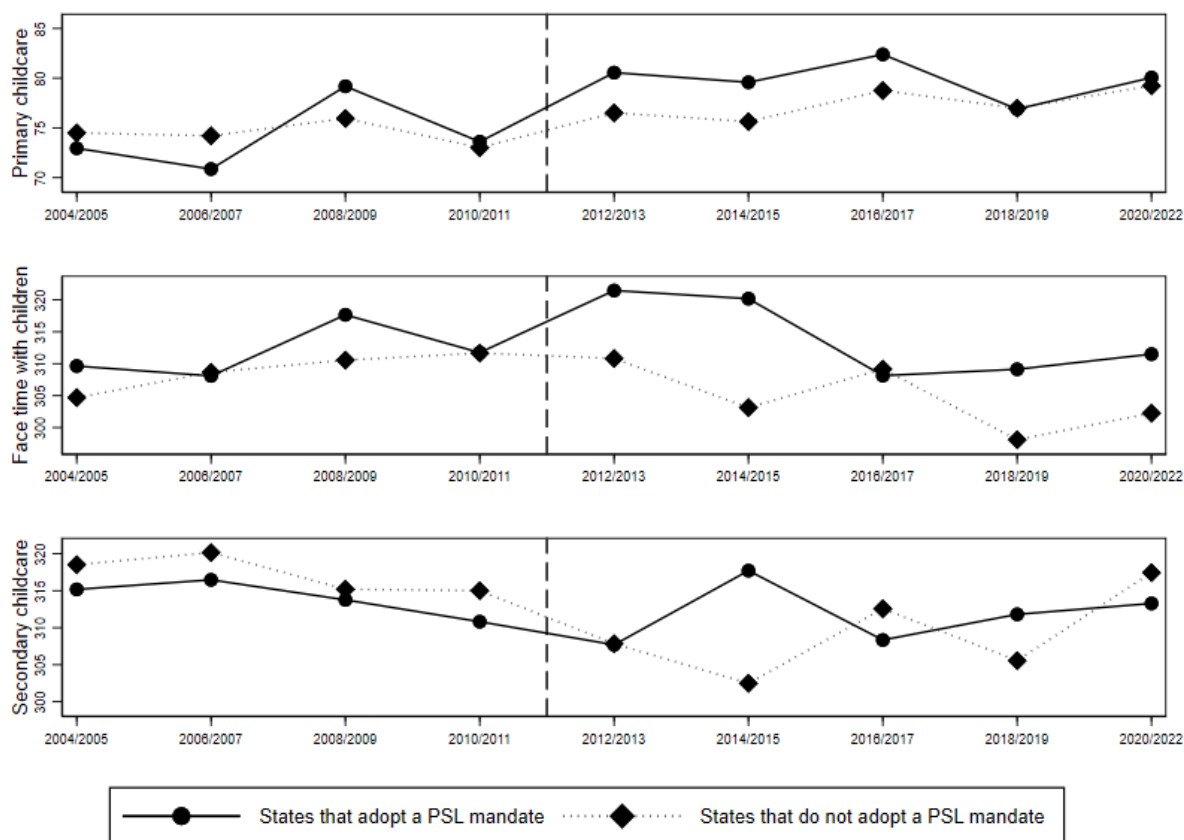 Primary childcare
85
80
75
70
2004/2005 2006/2007 2008/2009 2010/2011 2012/2013 2014/2015 2016/2017 2018/2019 2020/2022
Face time with children
320
315
310
305
300
2004/2005 2006/2007 2008/2009 2010/2011 2012/2013 2014/2015 2016/2017 2018/2019 2020/2022
Secondary childcare
320
315
310
305
300
2004/2005 2006/2007 2008/2009 2010/2011 2012/2013 2014/2015 2016/2017 2018/2019 2020/2022
States that adopt a PSL mandate States that do not adopt a PSL mandate